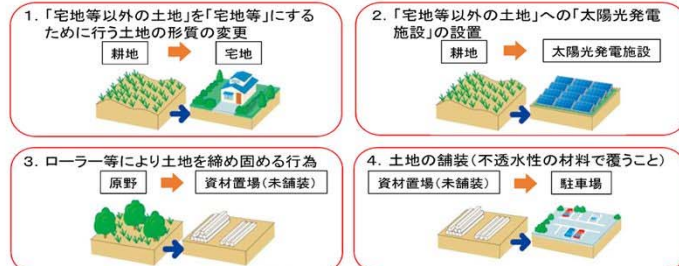 1. 「宅地等以外の土地」を「宅地等」にする
ために行う土地の形質の変更
耕地
宅地
2. 「宅地等以外の土地」への「太陽光発電
施設」の設置
耕地
太陽光発電施設
3. ローラー等により土地を締め固める行為
原野
資材置場(未舗装)
4. 土地の舗装(不透水性の材料で覆うこと)
資材置場(未舗装)
駐車場